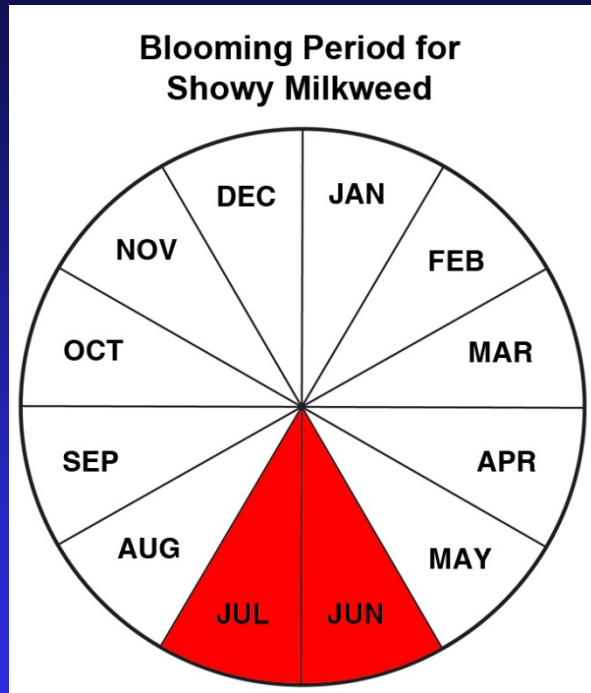 Blooming Period for
Showy Milkweed
JAN
FEB
MAR
APR
MAY
JUN
JUL
AUG
SEP
OCT
NOV
DEC